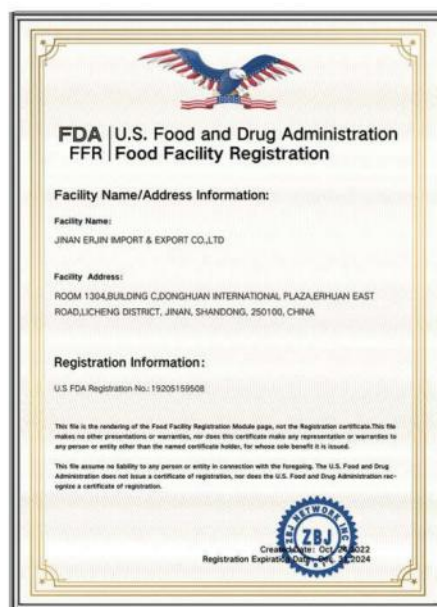 FDA U.S. Food and Drug Administration
FFR Food Facility Registration
Facility Name/Address Information:
Facility Name:
JINAN ERJIN IMPORT & EXPORT CO.,LTD
Facility Address:
ROOM 1304,BUILDING C,DONGHUAN INTERNATIONAL PLAZA,ERHUAN EAST
ROAD,LICHENG DISTRICT, JINAN, SHANDONG, 250100, CHINA
Registration Information:
U.S FDA Registration No.: 19205159508
This file is the rendering of the Food Facility Registration Module page, not the Registration certificate.This file
makes no other presentations or warranties, nor does this certificate make any representation or warranties to
any person or entity other than the named certificate holder, for whose sole benefit it is issued.
This file assume no liability to any person or entity in connection with the foregoing. The U.S. Food and Drug
Administration does not issue a certificate of registration, nor does the U.S. Food and Drug Administration rec-
ognize a certificate of registration.
ZBJ NETWORK INC
ZBJ
Created Date: Oct. 2022
Registration Expiration Date: 2024